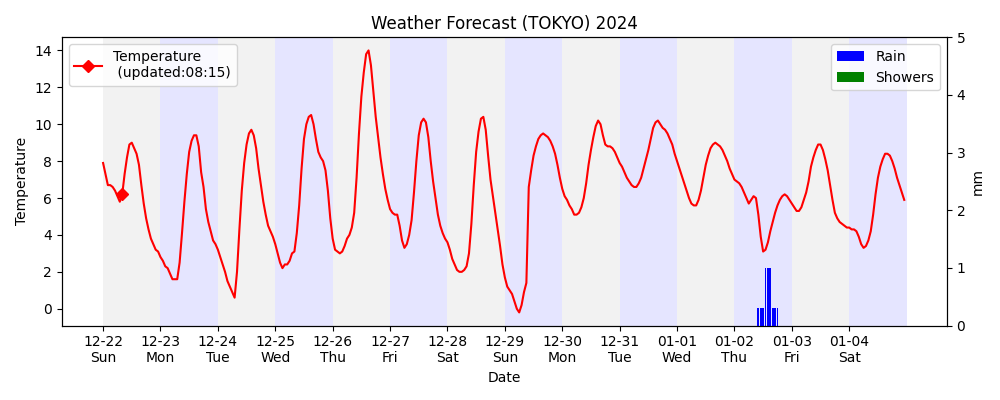 Weather Forecast (TOKYO) 2024
Temperature
(updated:08:15)
Rain
Showers
Temperature
14
12
10
8
6
4
2
0
5
4
3
2
1
0
mm
12-22 12-23 12-24 12-25 12-26 12-27 12-28 12-29 12-30 12-31 01-01 01-02 01-03 01-04
Sun Mon Tue Wed Thu Fri Sat Sun Mon Tue Wed Thu Fri Sat
Date